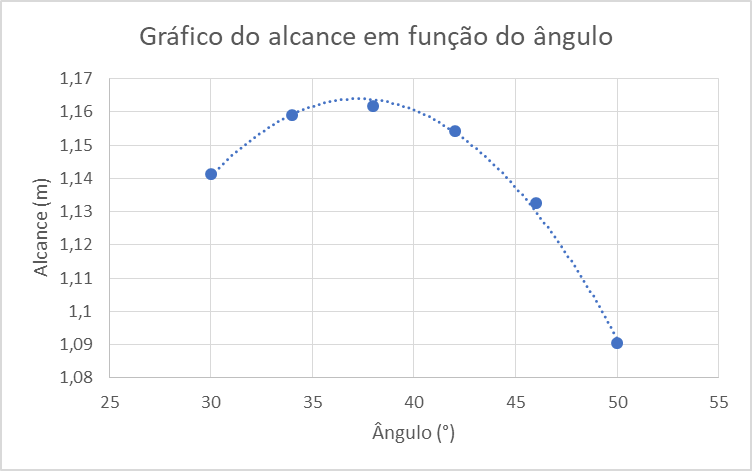 Gráfico do alcance em função do ângulo
1,17
1,16
1,15
1,14
1,13
1,12
1,11
1,1
1,09
1,08
Alcance (m)
25 30 35 40 45 50 55
Ângulo (°)